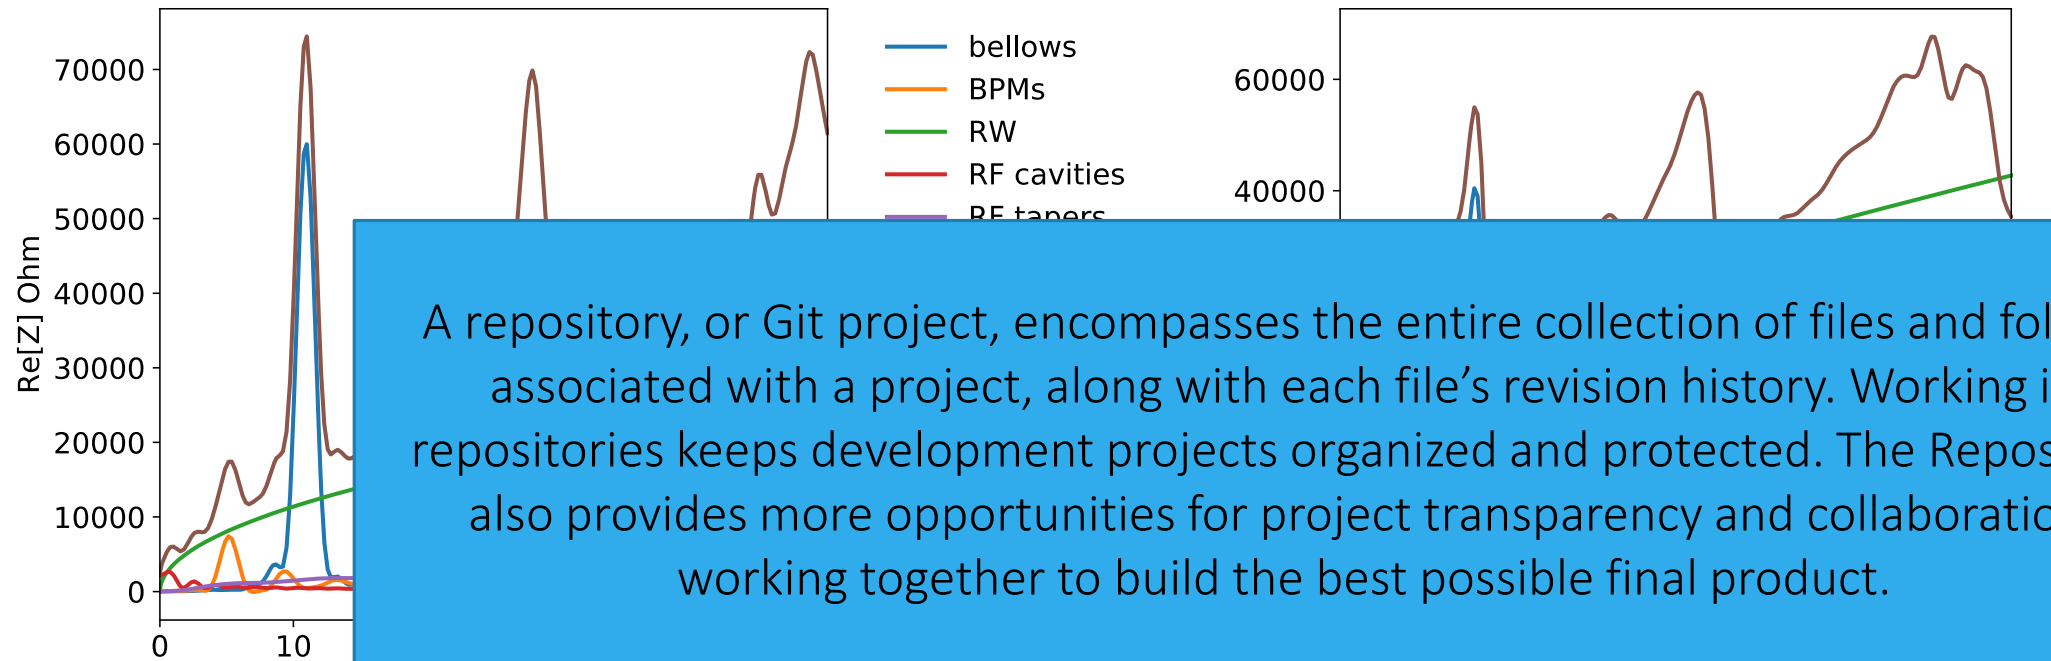 70000
60000
50000
40000
30000
20000
10000
0
Re[Z] Ohm
0
10
bellows
BPMs
RW
RF cavities
RF tapers
60000
40000
A repository, or Git project, encompasses the entire collection of files and
associated with a project, along with each file’s revision history. Working
repositories keeps development projects organized and protected. The
also provides more opportunities for project transparency and
working together to build the best possible final product.